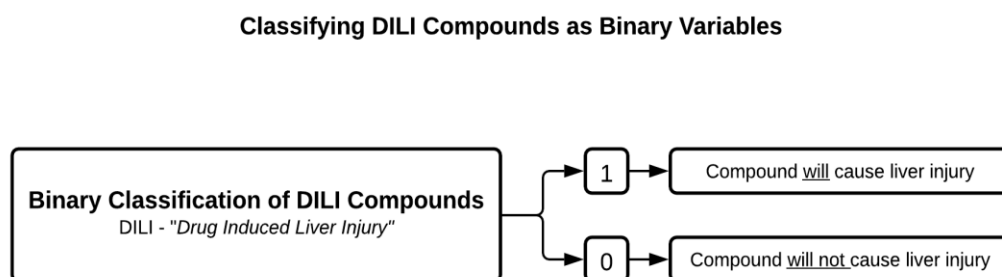 Classifying DILI Compounds as Binary Variables
Binary Classification of DILI Compounds
DILI - "Drug Induced Liver Injury"
1
Compound will cause liver injury
0
Compound will not cause liver injury